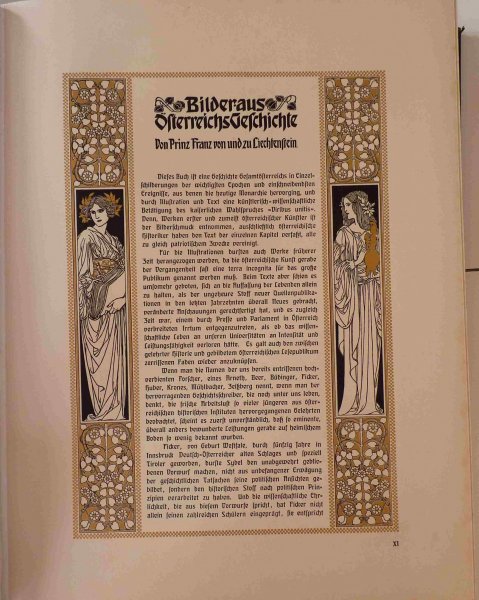 Bilder aus
Österreichs Geschichte
Von Prinz Franz von und zu Liechtenstein
Dieses Buch ist eine Geschichte Gesamtösterreichs in Einzel-
schilderungen der wichtigsten Epochen und einschneidendsten
Ereignisse, aus denen die heutige Monarchie hervorging, und
durch Illustration und Text eine künstlerisch-wissenschaftliche
Betätigung des kaiserlichen Wahlspruches »Viribus unitis«.
Denn, Werken erster und zumeist österreichischer Künstler ist
der Bilderschmuck entnommen, ausschließlich österreichische
Historiker haben den Text der einzelnen Kapitel verfaßt, alle
zu gleich patriotischem Zwecke vereinigt.
Für die Illustrationen durften auch Werke früherer
Zeit herangezogen werden, da die österreichische Kunst gerade
der Vergangenheit fast eine terra incognita für das große
Publikum genannt werden muß. Beim Texte aber schien es
umsomehr geboten, sich an die Auffassung der Lebenden allein
zu halten, als der ungeheure Stoff neuer Quellenpublika-
tionen in den letzten Jahrzehnten überall Neues gebracht,
veränderte Anschauungen gerechtfertigt hat, und es zugleich
Zeit war, einem durch Presse und Parlament in Österreich
verbreiteten Irrtum entgegenzutreten, als ob das wissen-
schaftliche Leben an unseren Universitäten an Intensität und
Leistungsfähigkeit verloren hätte. Es galt auch den zwischen
gelehrter Historie und gebildetem österreichischen Lesepublikum
zerrissenen Faden wieder anzuknüpfen.
Wenn man die Namen der uns bereits entrissenen hoch-
verdienten Forscher, eines Arneth, Beer, Büdinger, Ficker,
Huber, Krones, Mühlbacher, Zeißberg nennt, wenn man der
hervorragenden Geschichtschreiber, die noch unter uns leben,
denkt, die frische Arbeitslust so vieler jüngeren aus öster-
reichischen historischen Instituten hervorgegangenen Gelehrten
beobachtet, scheint es zuerst unverständlich, daß so eminente,
überall anders bewunderte Leistungen gerade auf heimischem
Boden so wenig bekannt wurden.
Ficker, von Geburt Westfale, durch fünfzig Jahre in
Innsbruck Deutsch-Österreicher alten Schlages und speziell
Tiroler geworden, durfte Sybel den unabgewehrt geblie-
benen Vorwurf machen, nicht aus unbefangener Erwägung
der geschichtlichen Tatsachen seine politischen Ansichten ge-
bildet, sondern den historischen Stoff nach politischen Prin-
zipien verarbeitet zu haben. Und die wissenschaftliche Ehr-
lichkeit, die aus diesem Vorwurfe spricht, hat Ficker nicht
allein seinen zahlreichen Schülern eingeprägt, sie entspricht
XI